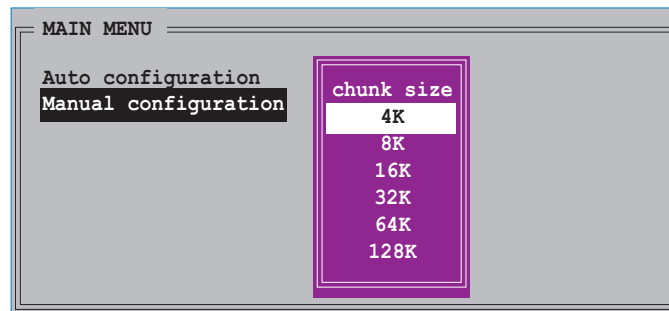 MAIN MENU
Auto configuration
Manual configuration
chunk size
4K
8K
16K
32K
64K
128K